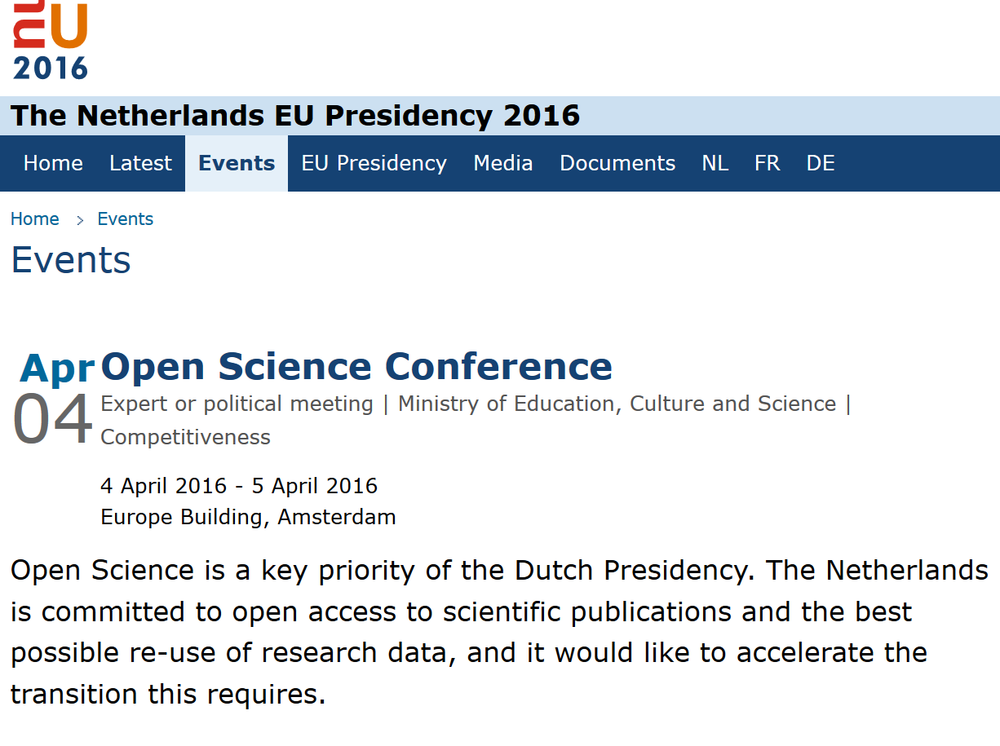 EU
2016
The Netherlands EU Presidency 2016
Home Latest Events EU Presidency Media Documents NL FR DE
Home > Events
Events
Apr Open Science Conference
04 Expert or political meeting | Ministry of Education, Culture and Science |
Competitiveness
4 April 2016 - 5 April 2016
Europe Building, Amsterdam
Open Science is a key priority of the Dutch Presidency. The Netherlands
is committed to open access to scientific publications and the best
possible re-use of research data, and it would like to accelerate the
transition this requires.